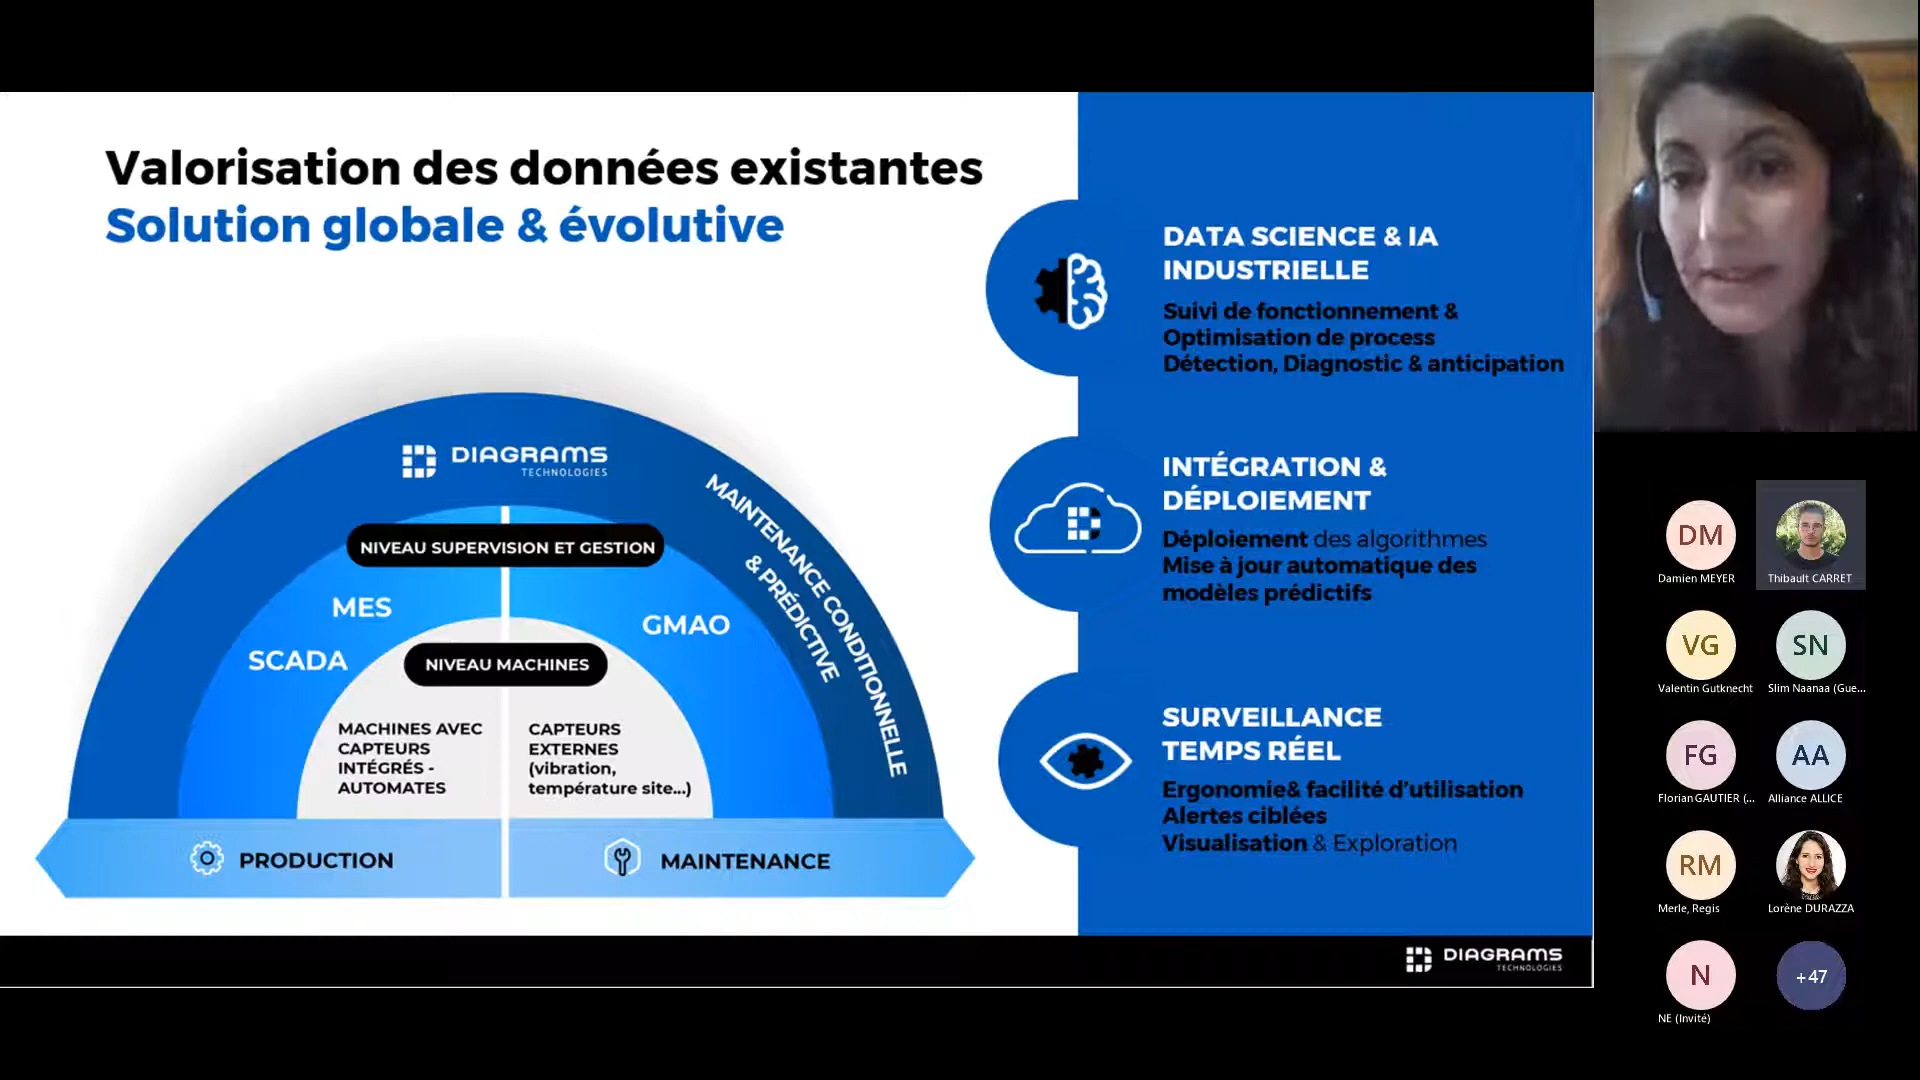 Valorisation des données existantes
Solution globale & évolutive
DIAGRAMS
TECHNOLOGIES
MAINTENANCE CONDITIONNELLE
& PRÉDICTIVE
NIVEAU SUPERVISION ET GESTION
MES
SCADA
GMAO
NIVEAU MACHINES
MACHINES AVEC
CAPTEURS
INTÉGRÉS -
AUTOMATES
CAPTEURS
EXTERNES
(vibration,
température site...)
PRODUCTION
MAINTENANCE
DATA SCIENCE & IA
INDUSTRIELLE
Suivi de fonctionnement &
Optimisation de process
Détection, Diagnostic & anticipation
INTÉGRATION &
DÉPLOIEMENT
Déploiement des algorithmes
Mise à jour automatique des
modèles prédictifs
SURVEILLANCE
TEMPS RÉEL
Ergonomie& facilité d'utilisation
Alertes ciblées
Visualisation & Exploration
DIAGRAMS
TECHNOLOGIES
DM
Damien MEYER
Thibault CARRET
VG
Valentin Gutknecht
SN
Slim Naanaa (Gue...
FG
Florian GAUTIER (...
AA
Alliance ALLICE
RM
Merle, Regis
Lorène DURAZZA
N
NE (Invité)
+47